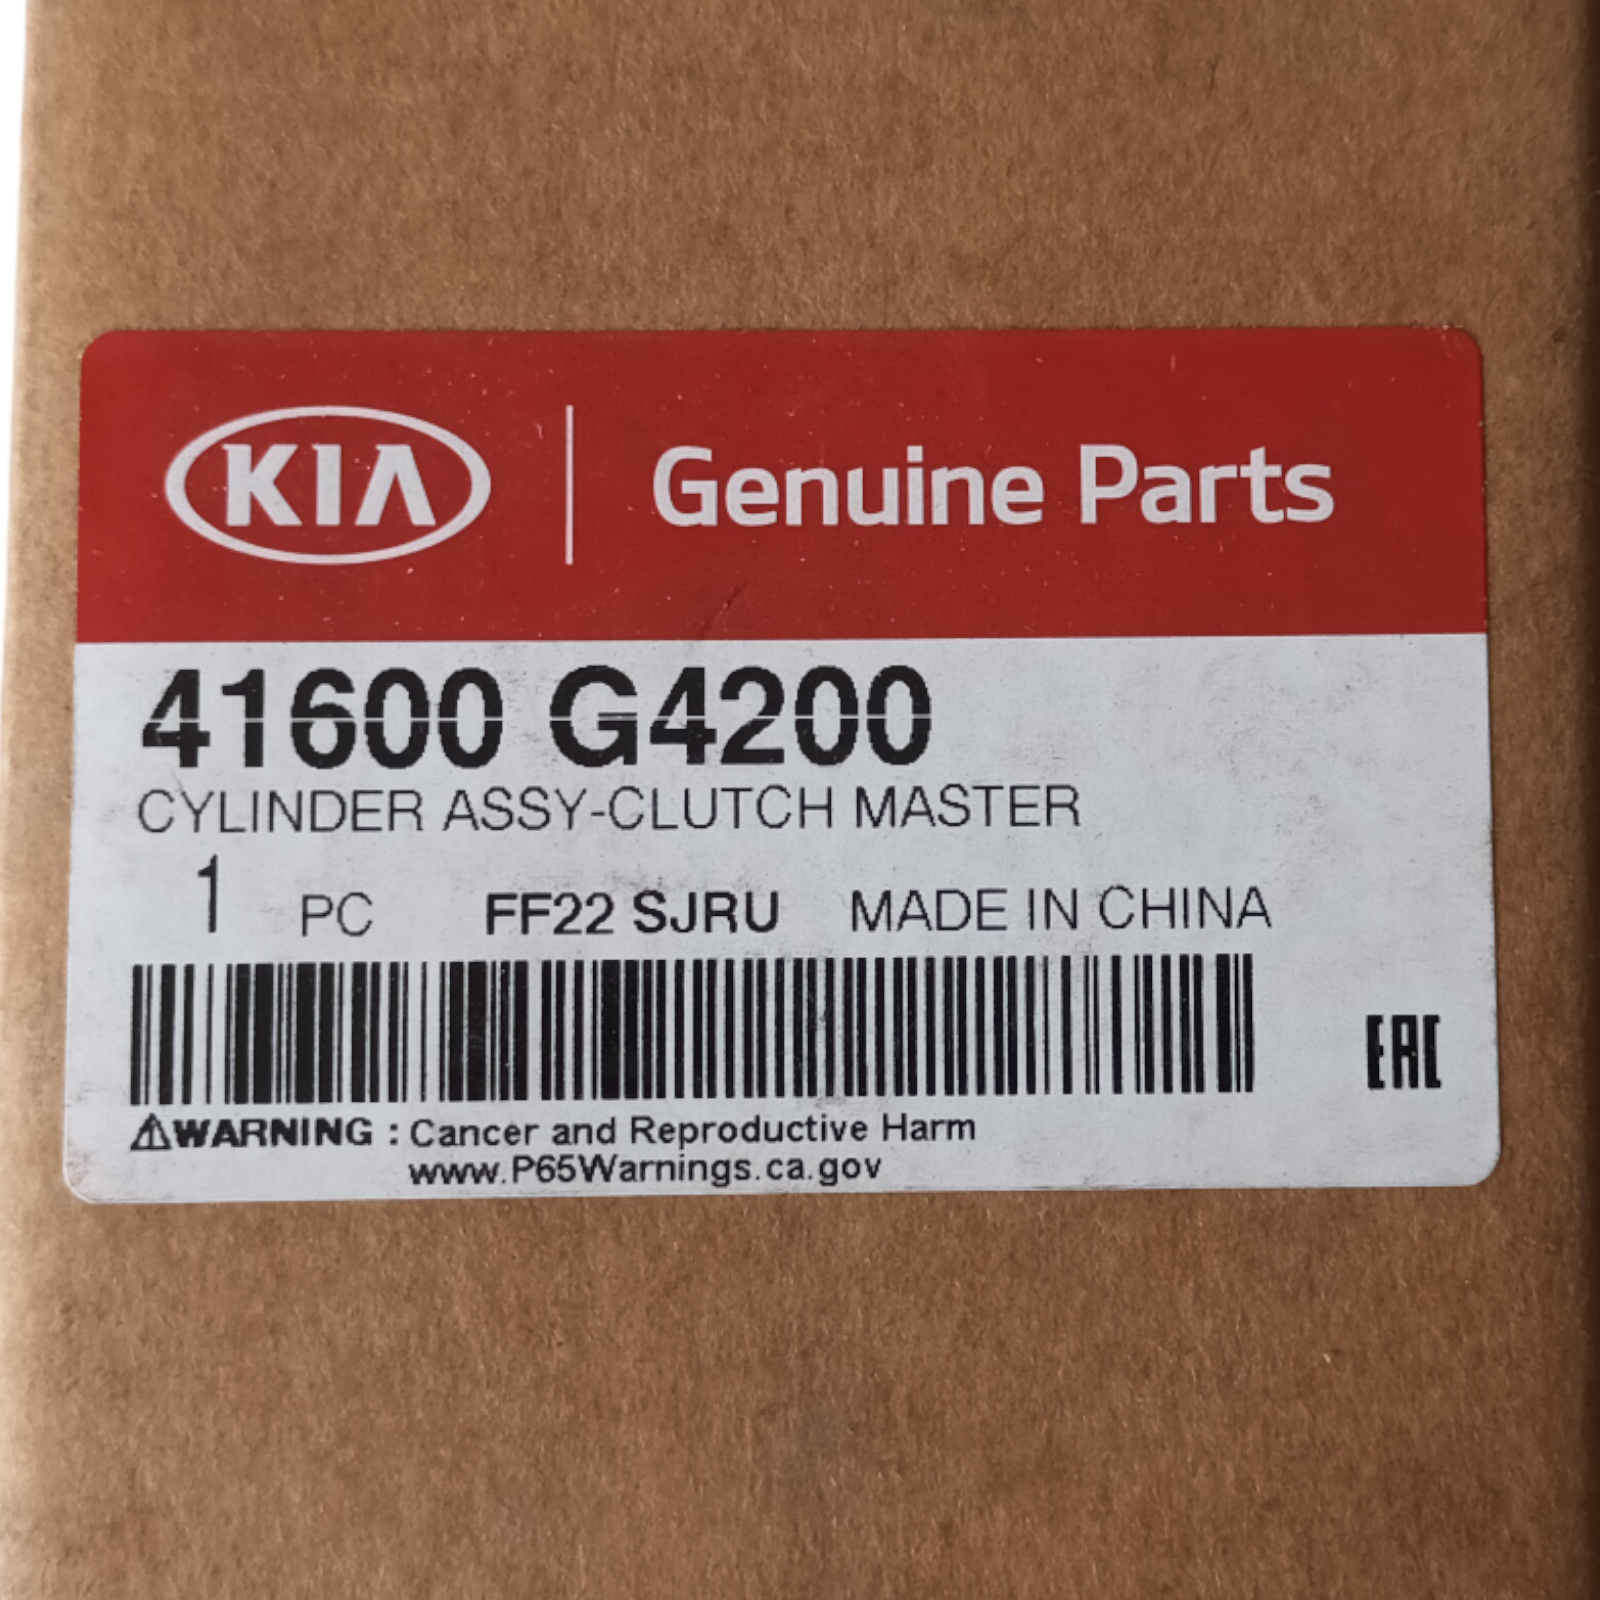 KIA Genuine Parts
41600 G4200
CYLINDER ASSY-CLUTCH MASTER
1 PC FF22 SJRU MADE IN CHINA
EAC
⚠WARNING : Cancer and Reproductive Harm
www.P65Warnings.ca.gov